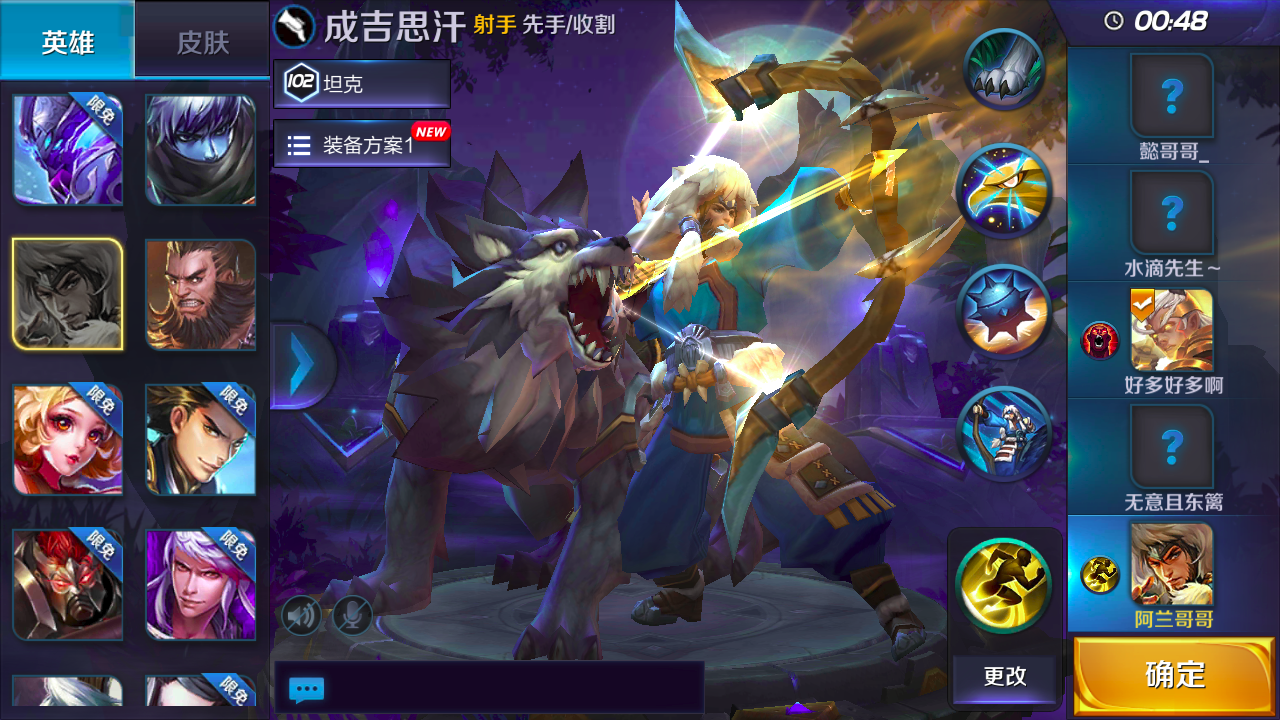 英雄
皮肤
成吉思汗 射手 先手/收割
00:48
102 坦克
装备方案1 NEW
限免
限免
限免
限免
限免
限免
?
懿哥哥_
?
水滴先生~
好多好多啊
?
无意且东篱
阿兰哥哥
更改
确定